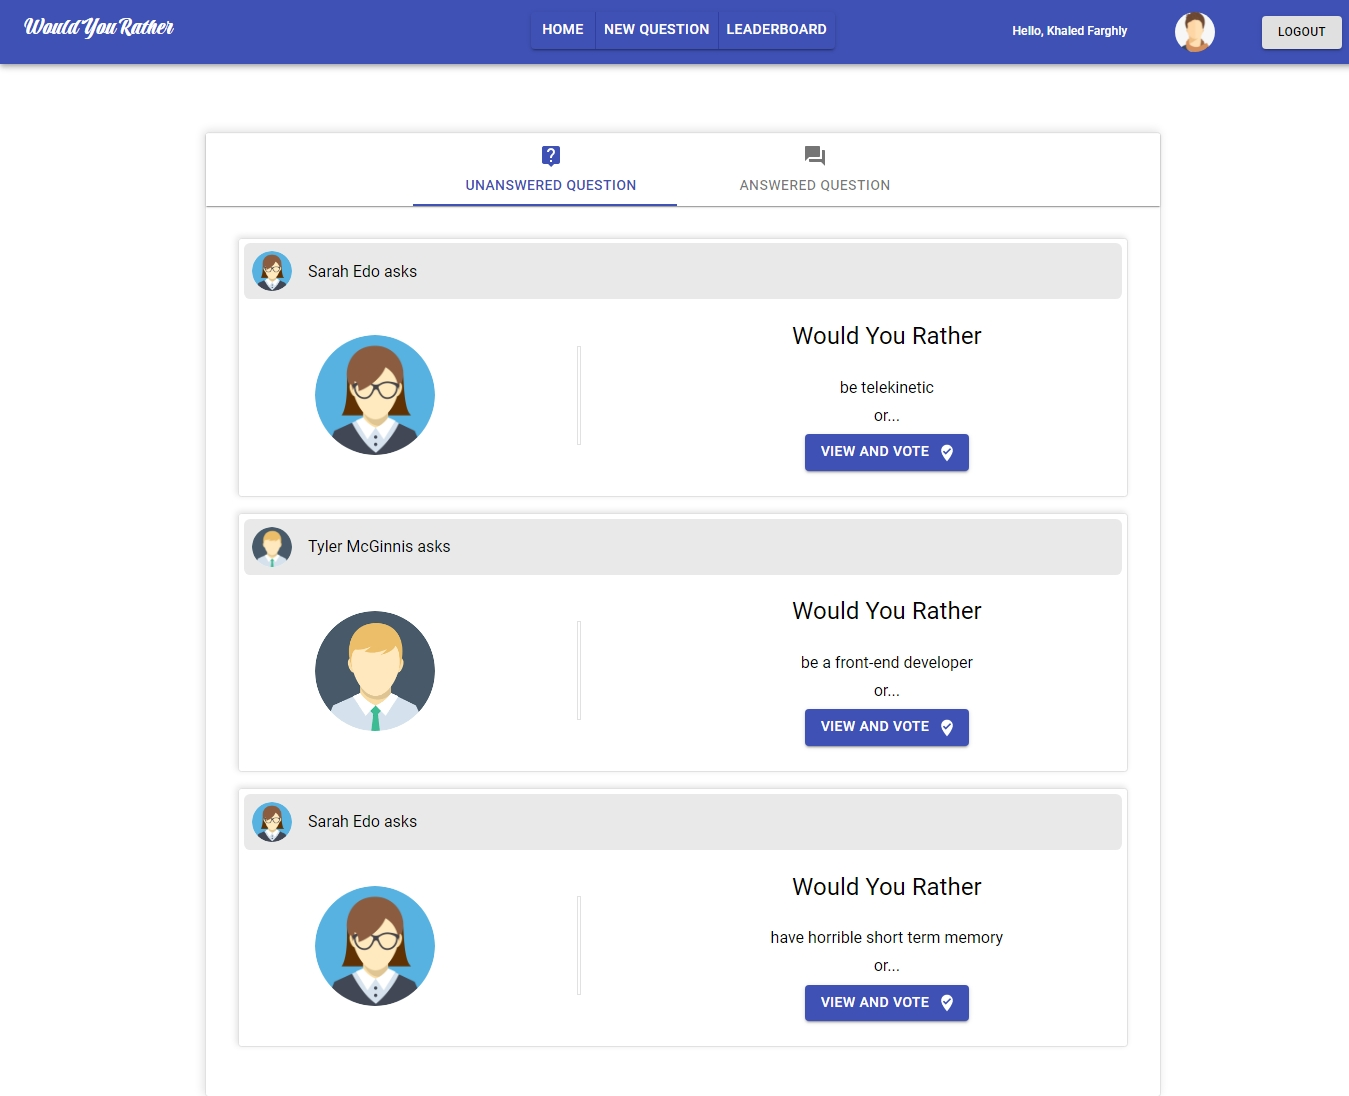 Would You Rather
HOME NEW QUESTION LEADERBOARD
Hello, Khaled Farghly
LOGOUT
UNANSWERED QUESTION
ANSWERED QUESTION
Sarah Edo asks
Would You Rather
be telekinetic
or...
VIEW AND VOTE
Tyler McGinnis asks
Would You Rather
be a front-end developer
or...
VIEW AND VOTE
Sarah Edo asks
Would You Rather
have horrible short term memory
or...
VIEW AND VOTE